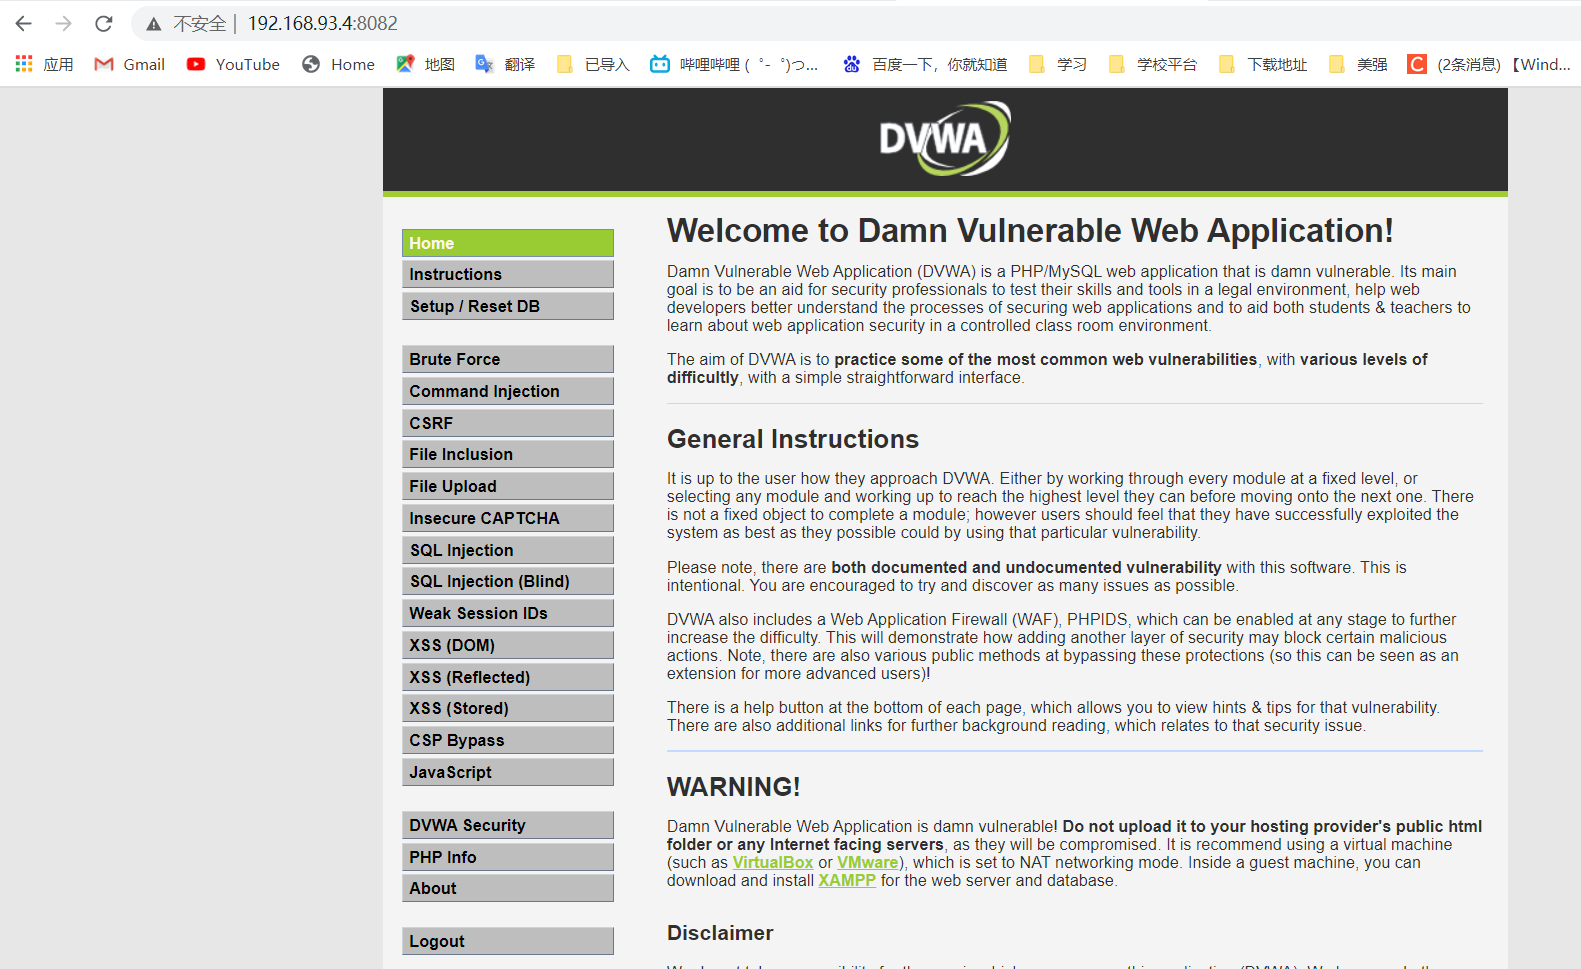 不安全 | 192.168.93.4:8082
应用 Gmail YouTube Home 地图 翻译 已导入 哔哩哔哩 ( ゜- ゜)つ... 百度一下，你就知道 学习 学校平台 下载地址 美强 C (2条消息) 【Wind...
DVWA
Home
Instructions
Setup / Reset DB
Brute Force
Command Injection
CSRF
File Inclusion
File Upload
Insecure CAPTCHA
SQL Injection
SQL Injection (Blind)
Weak Session IDs
XSS (DOM)
XSS (Reflected)
XSS (Stored)
CSP Bypass
JavaScript
DVWA Security
PHP Info
About
Logout
Welcome to Damn Vulnerable Web Application!
Damn Vulnerable Web Application (DVWA) is a PHP/MySQL web application that is damn vulnerable. Its main
goal is to be an aid for security professionals to test their skills and tools in a legal environment, help web
developers better understand the processes of securing web applications and to aid both students & teachers to
learn about web application security in a controlled class room environment.
The aim of DVWA is to practice some of the most common web vulnerabilities, with various levels of
difficultly, with a simple straightforward interface.
General Instructions
It is up to the user how they approach DVWA. Either by working through every module at a fixed level, or
selecting any module and working up to reach the highest level they can before moving onto the next one. There
is not a fixed object to complete a module; however users should feel that they have successfully exploited the
system as best as they possible could by using that particular vulnerability.
Please note, there are both documented and undocumented vulnerability with this software. This is
intentional. You are encouraged to try and discover as many issues as possible.
DVWA also includes a Web Application Firewall (WAF), PHPIDS, which can be enabled at any stage to further
increase the difficulty. This will demonstrate how adding another layer of security may block certain malicious
actions. Note, there are also various public methods at bypassing these protections (so this can be seen as an
extension for more advanced users)!
There is a help button at the bottom of each page, which allows you to view hints & tips for that vulnerability.
There are also additional links for further background reading, which relates to that security issue.
WARNING!
Damn Vulnerable Web Application is damn vulnerable! Do not upload it to your hosting provider's public html
folder or any Internet facing servers, as they will be compromised. It is recommend using a virtual machine
(such as VirtualBox or VMware), which is set to NAT networking mode. Inside a guest machine, you can
download and install XAMPP for the web server and database.
Disclaimer